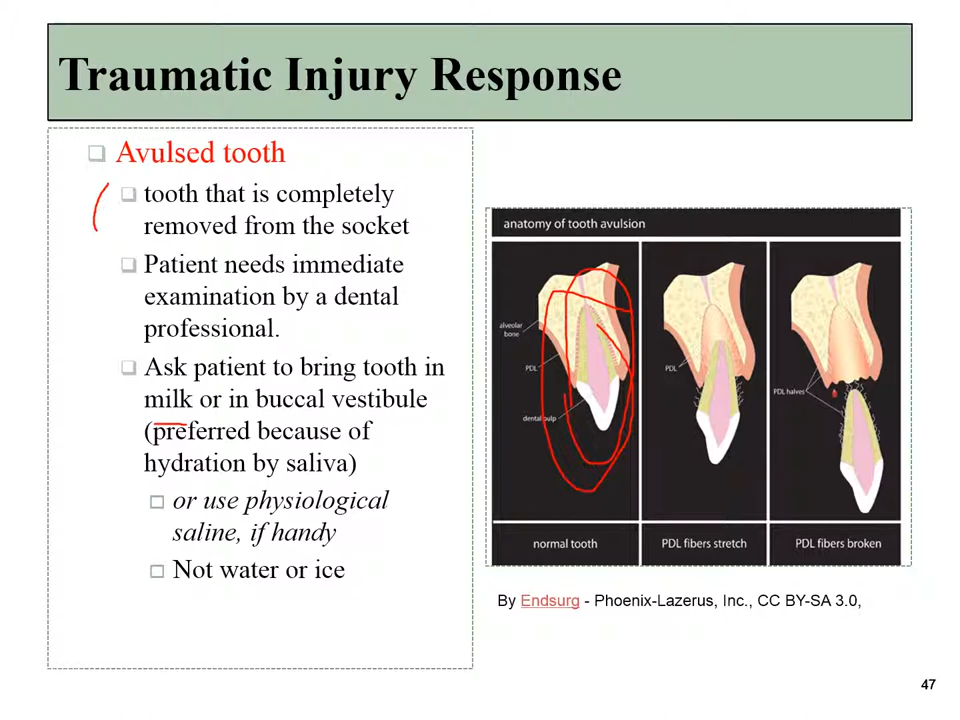 Traumatic Injury Response
Avulsed tooth
tooth that is completely
removed from the socket
Patient needs immediate
examination by a dental
professional.
Ask patient to bring tooth in
milk or in buccal vestibule
(preferred because of
hydration by saliva)
or use physiological
saline, if handy
Not water or ice
anatomy of tooth avulsion
alveolar
bone
PDL
dental pulp
normal tooth
PDL
PDL fibers stretch
PDL halves
PDL fibers broken
By Endsurg - Phoenix-Lazerus, Inc., CC BY-SA 3.0,
47